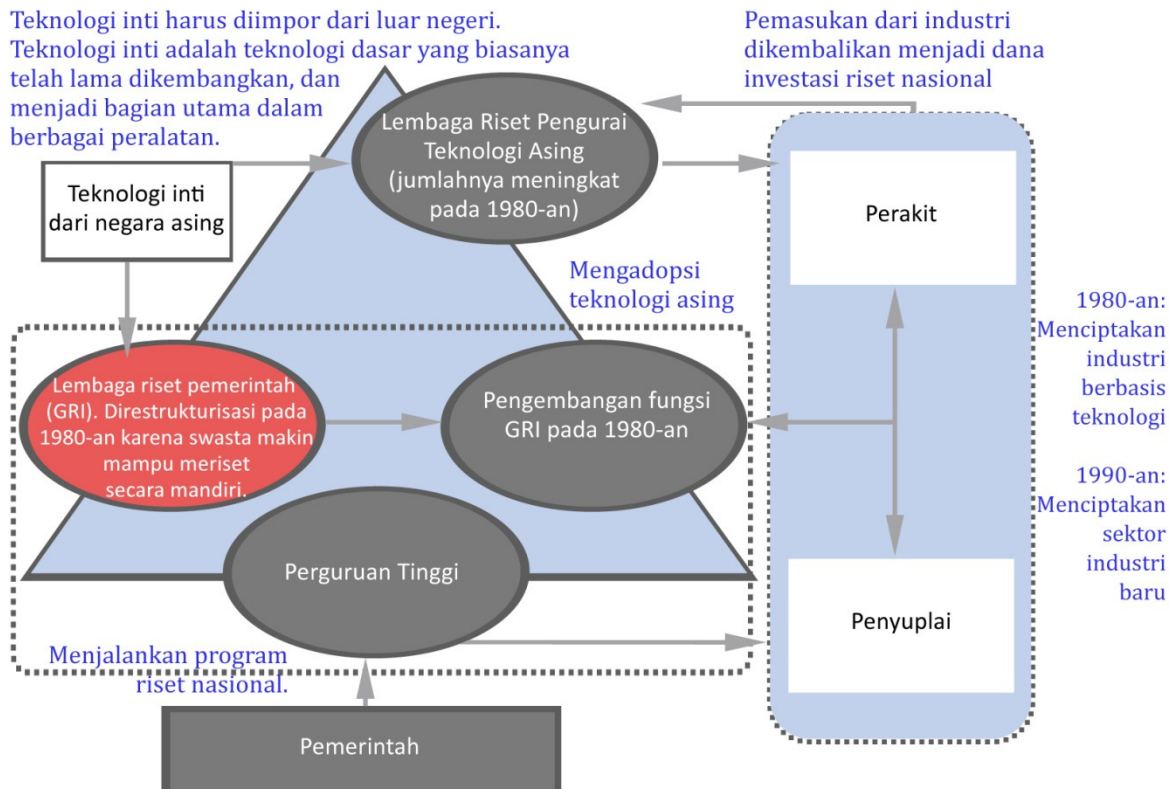 Teknologi inti harus diimpor dari luar negeri.
Teknologi inti adalah teknologi dasar yang biasanya
telah lama dikembangkan, dan
menjadi bagian utama dalam
berbagai peralatan.
Pemasukan dari industri
dikembalikan menjadi dana
investasi riset nasional
Lembaga Riset Pengurai
Teknologi Asing
(jumlahnya meningkat
pada 1980-an)
Teknologi inti
dari negara asing
Perakit
Mengadopsi
teknologi asing
1980-an:
Menciptakan
industri
berbasis
teknologi
Lembaga riset pemerintah
(GRI). Direstrukturisasi pada
1980-an karena swasta makin
mampu meriset
secara mandiri.
Pengembangan fungsi
GRI pada 1980-an
1990-an:
Menciptakan
sektor
industri
baru
Perguruan Tinggi
Penyuplai
Menjalankan program
riset nasional.
Pemerintah